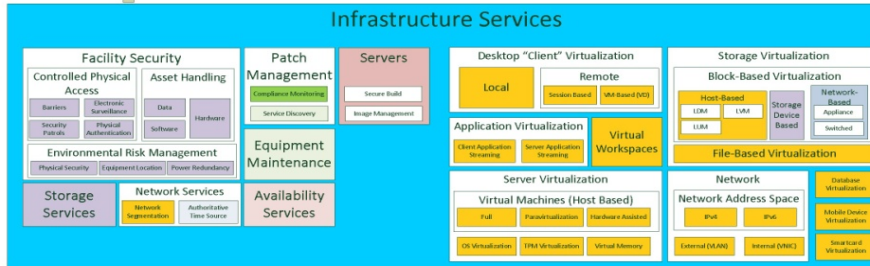 Infrastructure Services
Facility Security
Controlled Physical
Access
Barriers
Electronic
Surveillance
Security
Patrols
Physical
Authentication
Asset Handling
Data
Hardware
Software
Environmental Risk Management
Physical Security
Equipment Location
Power Redundancy
Patch
Management
Compliance Monitoring
Service Discovery
Servers
Secure Build
Image Management
Equipment
Maintenance
Storage
Services
Network Services
Network
Segmentation
Authoritative
Time Source
Availability
Services
Desktop “Client” Virtualization
Local
Remote
Session Based
VM-Based (VDI)
Application Virtualization
Client Application
Streaming
Server Application
Streaming
Virtual
Workspaces
Server Virtualization
Virtual Machines (Host Based)
Full
Paravirtualization
Hardware Assisted
OS Virtualization
TPM Virtualization
Virtual Memory
Storage Virtualization
Block-Based Virtualization
Host-Based
LDM
LVM
LUM
Storage
Device
Based
Network-
Based
Appliance
Switched
File-Based Virtualization
Network
Network Address Space
IPv4
IPv6
External (VLAN)
Internal (VNIC)
Database
Virtualization
Mobile Device
Virtualization
Smartcard
Virtualization